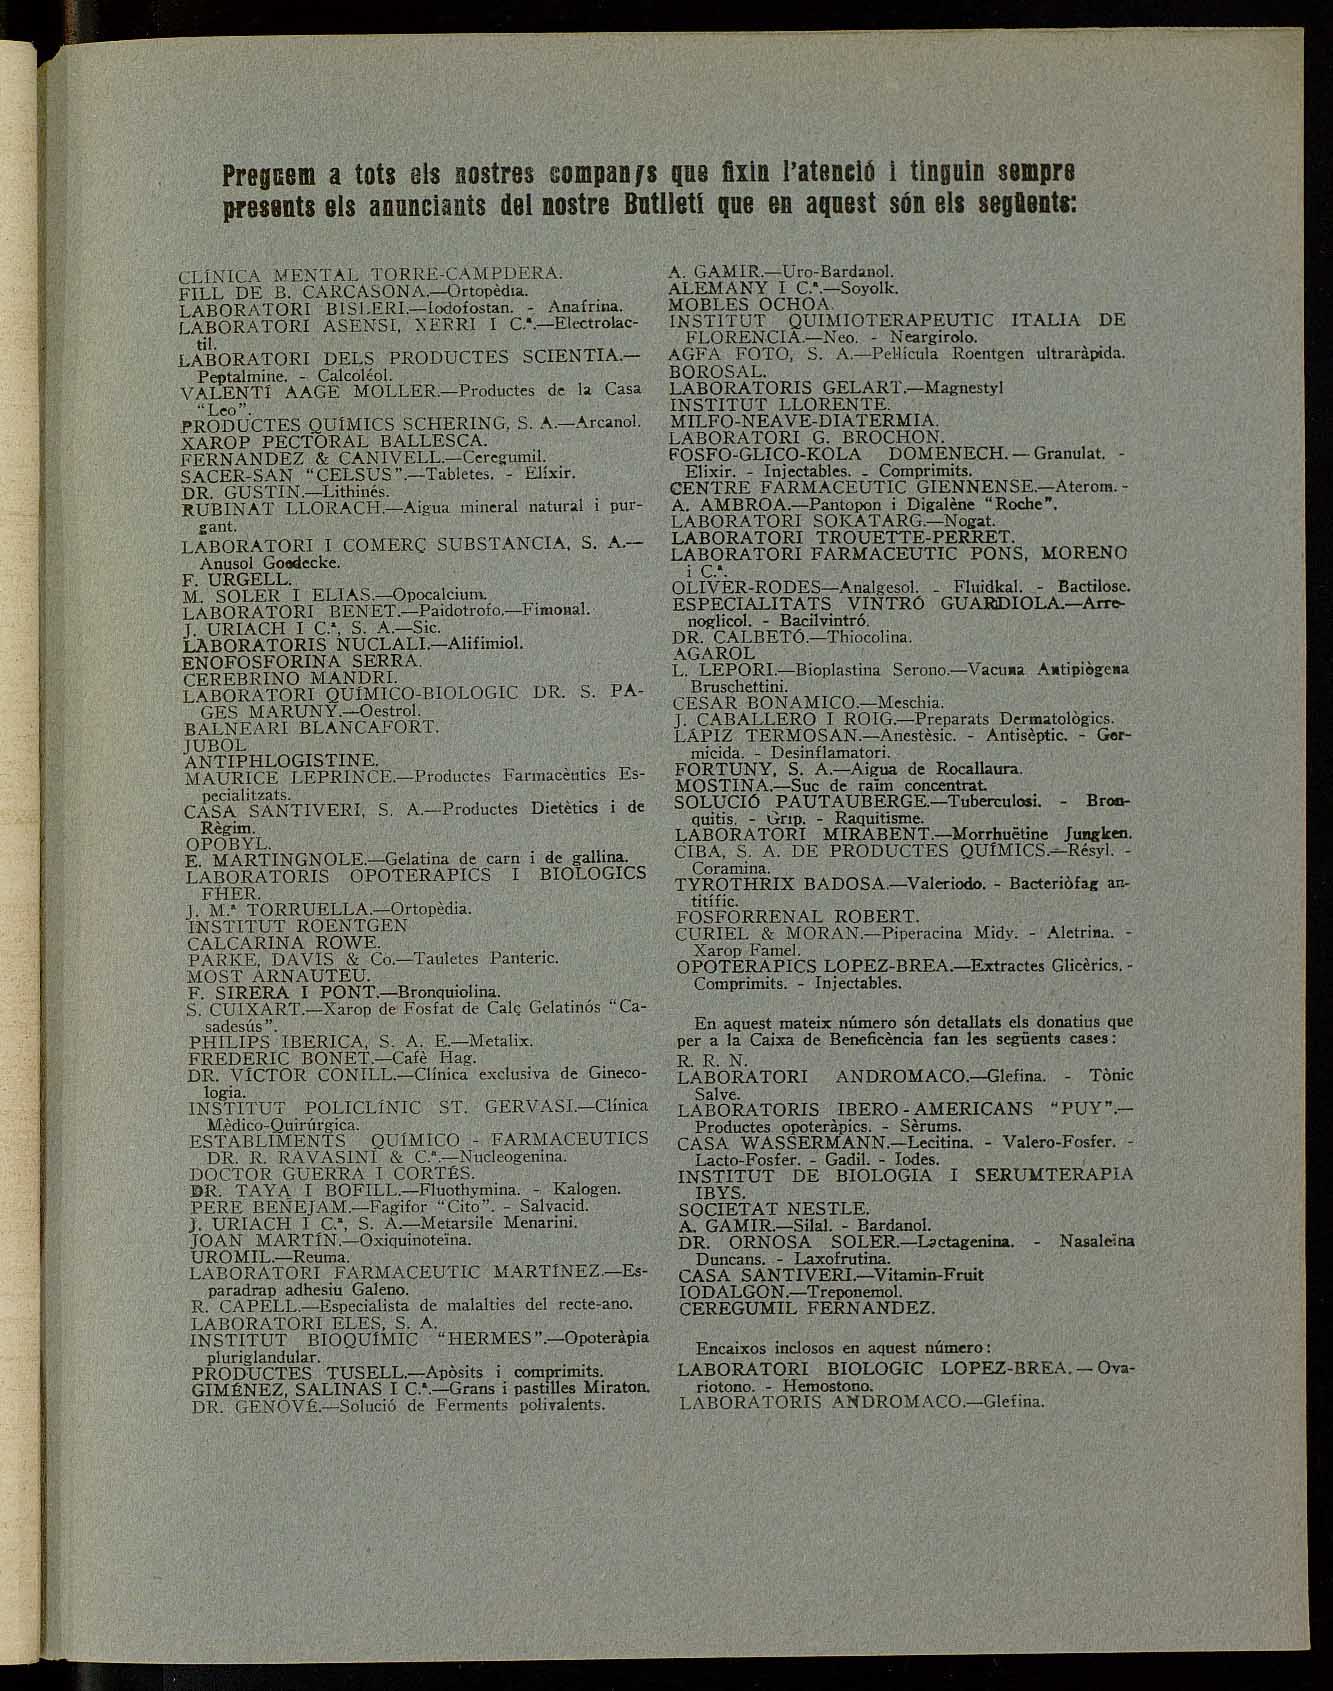 Preguem a tots els nostres companys que fixin l'atenció i tinguin sempre
presents els anunciants del nostre Butlletí que en aquest són els següents:
CLÍNICA MENTAL TORRE-CAMPDERA.
FILL DE B. CARCASONA.—Ortopèdia.
LABORATORI BISLERI.—Iodofostan. - Anafrina.
LABORATORI ASENSI, XERRI I C.ª.—Electrolac-
til.
LABORATORI DELS PRODUCTES SCIENTIA.—
Peptalmine. - Calcoléol.
VALENTÍ AAGE MOLLER.—Productes de la Casa
“Leo”.
PRODUCTES QUÍMICS SCHERING, S. A.—Arcanol.
XAROP PECTORAL BALLESCA.
FERNANDEZ & CANIVELL.—Ceregumil.
SACER-SAN “CELSUS”.—Tabletes. - Elíxir.
DR. GUSTIN.—Lithinés.
RUBINAT LLORACH.—Aigua mineral natural i pur-
gant.
LABORATORI I COMERÇ SUBSTANCIA, S. A.—
Anusol Goedecke.
F. URGELL.
M. SOLER I ELIAS.—Opocalcium.
LABORATORI BENET.—Paidotrofo.—Fimonal.
J. URIACH I C.ª, S. A.—Sic.
LABORATORIS NUCLALI.—Alifimiol.
ENOFOSFORINA SERRA.
CEREBRINO MANDRI.
LABORATORI QUÍMICO-BIOLOGIC DR. S. PA-
GES MARUNY.—Oestrol.
BALNEARI BLANCAFORT.
JUBOL
ANTIPHLOGISTINE.
MAURICE LEPRINCE.—Productes Farmacèutics Es-
pecialitzats.
CASA SANTIVERI, S. A.—Productes Dietètics i de
Règim.
OPOBYL.
E. MARTINGNOLE.—Gelatina de carn i de gallina.
LABORATORIS OPOTERAPICS I BIOLOGICS
FHER.
J. M.ª TORRUELLA.—Ortopèdia.
INSTITUT ROENTGEN
CALCARINA ROWE.
PARKE, DAVIS & Co.—Tauletes Panteric.
MOST ARNAUTEU.
F. SIRERA I PONT.—Bronquiolina.
S. CUIXART.—Xarop de Fosfat de Calç Gelatinós “Ca-
sadesús”.
PHILIPS IBERICA, S. A. E.—Metalix.
FREDERIC BONET.—Cafè Hag.
DR. VÍCTOR CONILL.—Clínica exclusiva de Gineco-
logia.
INSTITUT POLICLÍNIC ST. GERVASI.—Clínica
Mèdico-Quirúrgica.
ESTABLIMENTS QUÍMICO - FARMACEUTICS
DR. R. RAVASINI & C.ª.—Nucleogenina.
DOCTOR GUERRA I CORTÉS.
DR. TAYA I BOFILL.—Fluothymina. - Kalogen.
PERE BENEJAM.—Fagifor “Cito”. - Salvacid.
J. URIACH I C.ª, S. A.—Metarsile Menarini.
JOAN MARTÍN.—Oxiquinoteïna.
UROMIL.—Reuma.
LABORATORI FARMACEUTIC MARTÍNEZ.—Es-
paradrap adhesiu Galeno.
R. CAPELL.—Especialista de malalties del recte-ano.
LABORATORI ELES, S. A.
INSTITUT BIOQUÍMIC “HERMES”.—Opoteràpia
pluriglandular.
PRODUCTES TUSELL.—Apòsits i comprimits.
GIMÉNEZ, SALINAS I C.ª.—Grans i pastilles Miraton.
DR. GENOVÉ.—Solució de Ferments polivalents.
A. GAMIR.—Uro-Bardanol.
ALEMANY I C.ª.—Soyolk.
MOBLES OCHOA.
INSTITUT QUIMIOTERAPEUTIC ITALIA DE
FLORENCIA.—Neo. - Neargirolo.
AGFA FOTO, S. A.—Pel·lícula Roentgen ultraràpida.
BOROSAL.
LABORATORIS GELART.—Magnestyl
INSTITUT LLORENTE.
MILFO-NEAVE-DIATERMIA.
LABORATORI G. BROCHON.
FOSFO-GLICO-KOLA DOMENECH.—Granulat. -
Elixir. - Injectables. - Comprimits.
CENTRE FARMACEUTIC GIENNENSE.—Aterom. -
A. AMBROA.—Pantopon i Digalène “Roche”.
LABORATORI SOKATARG.—Nogat.
LABORATORI TROUETTE-PERRET.
LABORATORI FARMACEUTIC PONS, MORENO
i C.ª.
OLIVER-RODES—Analgesol. - Fluidkal. - Bactilose.
ESPECIALITATS VINTRÓ GUARDIOLA.—Arre-
noglicol. - Bacilvintró.
DR. CALBETÓ.—Thiocolina.
AGAROL
L. LEPORI.—Bioplastina Serono.—Vacuna Antipiògena
Bruschettini.
CESAR BONAMICO.—Meschia.
J. CABALLERO I ROIG.—Preparats Dermatològics.
LÁPIZ TERMOSAN.—Anestèsic. - Antisèptic. - Ger-
micida. - Desinflamatori.
FORTUNY, S. A.—Aigua de Rocallaura.
MOSTINA.—Suc de raïm concentrat.
SOLUCIÓ PAUTAUBERGE.—Tuberculosi. - Bron-
quitis. - Grip. - Raquitisme.
LABORATORI MIRABENT.—Morrhuëtine Jungken.
CIBA, S. A. DE PRODUCTES QUÍMICS.—Résyl. -
Coramina.
TYROTHRIX BADOSA.—Valeriodo. - Bacteriòfag an-
titífic.
FOSFORRENAL ROBERT.
CURIEL & MORAN.—Piperacina Midy. - Aletrina. -
Xarop Famel.
OPOTERAPICS LOPEZ-BREA.—Extractes Glicèrics. -
Comprimits. - Injectables.
En aquest mateix número són detallats els donatius que
per a la Caixa de Beneficència fan les següents cases:
R. R. N.
LABORATORI ANDROMACO.—Glefina. - Tònic
Salve.
LABORATORIS IBERO-AMERICANS “PUY”.—
Productes opoteràpics. - Sèrums.
CASA WASSERMANN.—Lecitina. - Valero-Fosfer. -
Lacto-Fosfer. - Gadil. - Iodes.
INSTITUT DE BIOLOGIA I SERUMTERAPIA
IBYS.
SOCIETAT NESTLE.
A. GAMIR.—Silal. - Bardanol.
DR. ORNOSA SOLER.—Lactagenina. - Nasaleina
Duncans. - Laxofrutina.
CASA SANTIVERI.—Vitamin-Fruit
IODALGON.—Treponemol.
CEREGUMIL FERNANDEZ.
Encaixos inclosos en aquest número:
LABORATORI BIOLOGIC LOPEZ-BREA.—Ova-
riotono. - Hemostono.
LABORATORIS ANDROMACO.—Glefina.